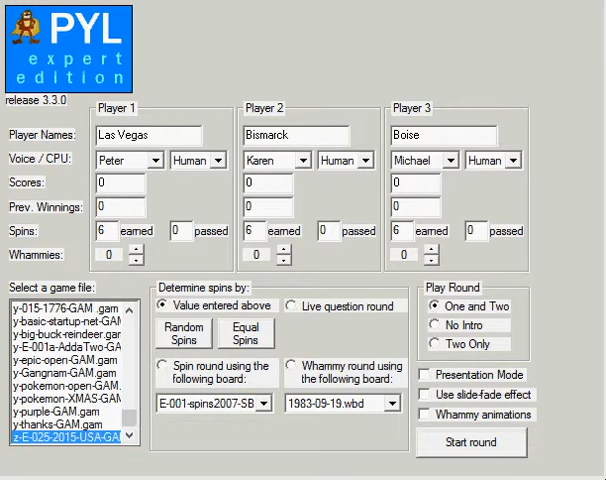 PYL
expert
edition
release 3.3.0
Player 1
Player 2
Player 3
Player Names:
Las Vegas
Bismarck
Boise
Voice / CPU:
Peter
Human
Karen
Human
Michael
Human
Scores:
0
0
0
Prev. Winnings:
0
0
0
Spins:
6 earned
0 passed
6 earned
0 passed
6 earned
0 passed
Whammies:
0
0
0
Select a game file:
y-015-1776-GAM .gam
y-basic-startup-net-GAM
y-big-buck-reindeer.gam
y-E-001a-AddaTwo-GA
y-epic-open-GAM.gam
y-Gangnam-GAM.gam
y-pokemon-open-GAM.
y-pokemon-XMAS-GAM
y-purple-GAM.gam
y-thanks-GAM.gam
z-E-025-2015-USA-GA
Determine spins by:
Value entered above
Live question round
Random
Spins
Equal
Spins
Spin round using the
following board:
Whammy round using
the following board:
E-001-spins2007-SB
1983-09-19.wbd
Play Round
One and Two
No Intro
Two Only
Presentation Mode
Use slide-fade effect
Whammy animations
Start round